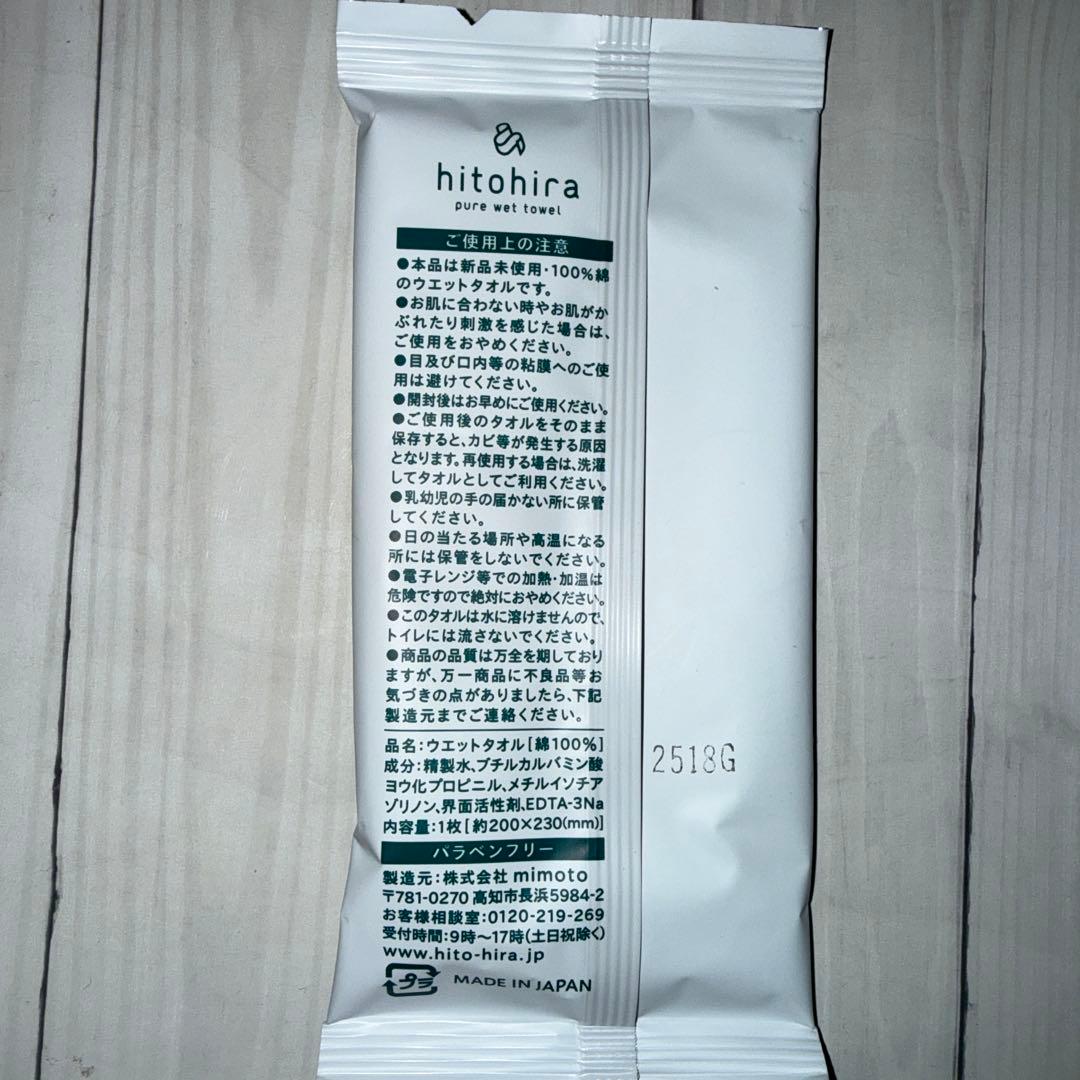 hitohira
pure wet towel
ご使用上の注意
●本品は新品未使用・100%綿
のウエットタオルです。
●お肌に合わない時やお肌がか
ぶれたり刺激を感じた場合は、
ご使用をおやめください。
●目及び口内等の粘膜へのご使
用は避けてください。
●開封後はお早めにご使用ください。
●ご使用後のタオルをそのまま
保存すると、カビ等が発生する原因
となります。再使用する場合は、洗濯
してタオルとしてご利用ください。
●乳幼児の手の届かない所に保管
してください。
●日の当たる場所や高温になる
所には保管をしないでください。
●電子レンジ等での加熱・加温は
危険ですので絶対におやめください。
●このタオルは水に溶けませんので、
トイレには流さないでください。
●商品の品質は万全を期しており
ますが、万一商品に不良品等お
気づきの点がありましたら、下記
製造元までご連絡ください。
品名:ウエットタオル[綿100%]
成分:精製水、ブチルカルバミン酸
ヨウ化プロピニル、メチルイソチア
ゾリノン、界面活性剤、EDTA-3Na
内容量:1枚[約200×230(mm)]
パラベンフリー
製造元:株式会社mimoto
〒781-0270 高知市長浜5984-2
お客様相談室:0120-219-269
受付時間:9時〜17時(土日祝除く)
www.hito-hira.jp
プラ MADE IN JAPAN
2518G